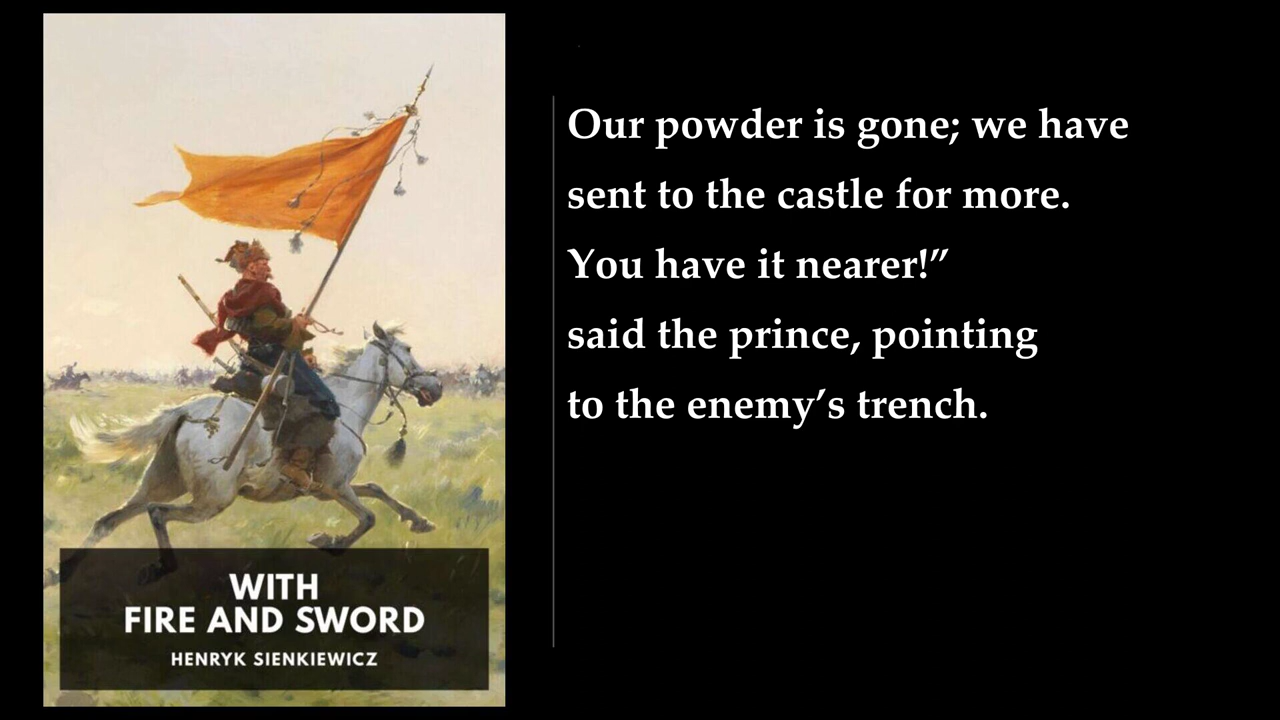 WITH
FIRE AND SWORD
HENRYK SIENKIEWICZ
Our powder is gone; we have
sent to the castle for more.
You have it nearer!”
said the prince, pointing
to the enemy’s trench.